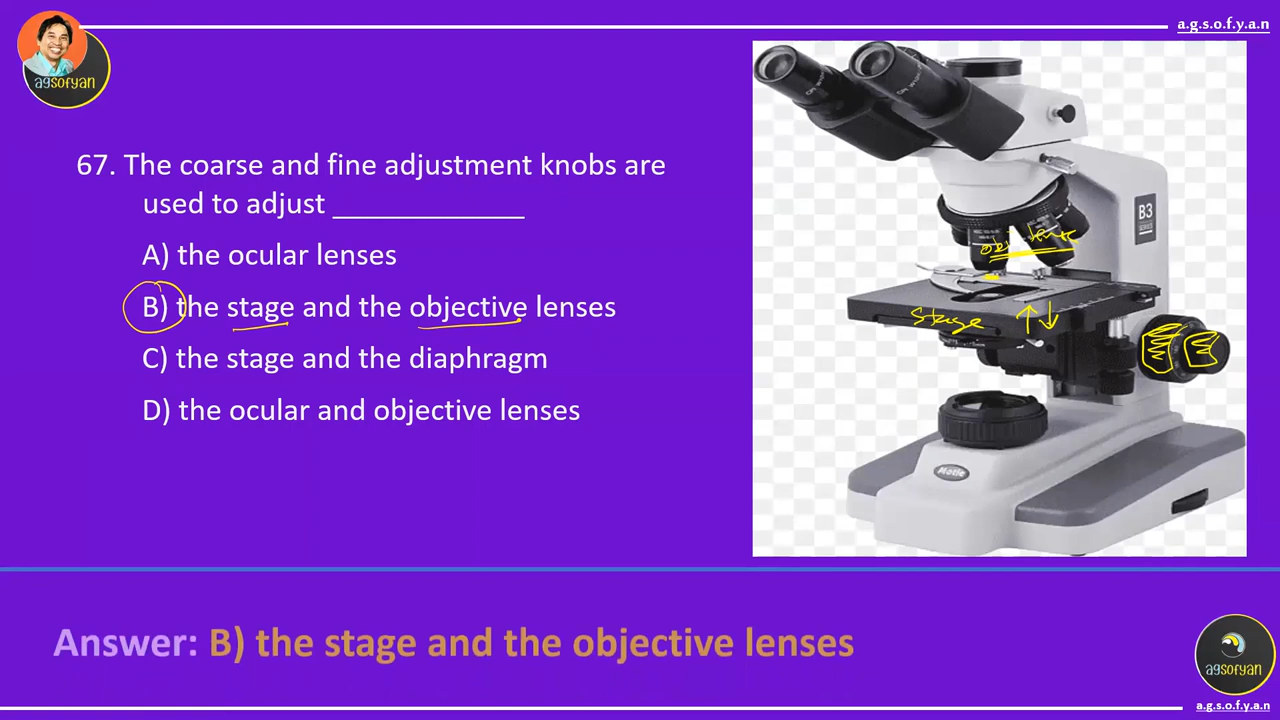 a.g.s.o.f.y.a.n
agsofyan
67. The coarse and fine adjustment knobs are
used to adjust ____________
A) the ocular lenses
B) the stage and the objective lenses
C) the stage and the diaphragm
D) the ocular and objective lenses
B3
SERIES
Stage
Motic
Answer: B) the stage and the objective lenses
agsofyan
a.g.s.o.f.y.a.n